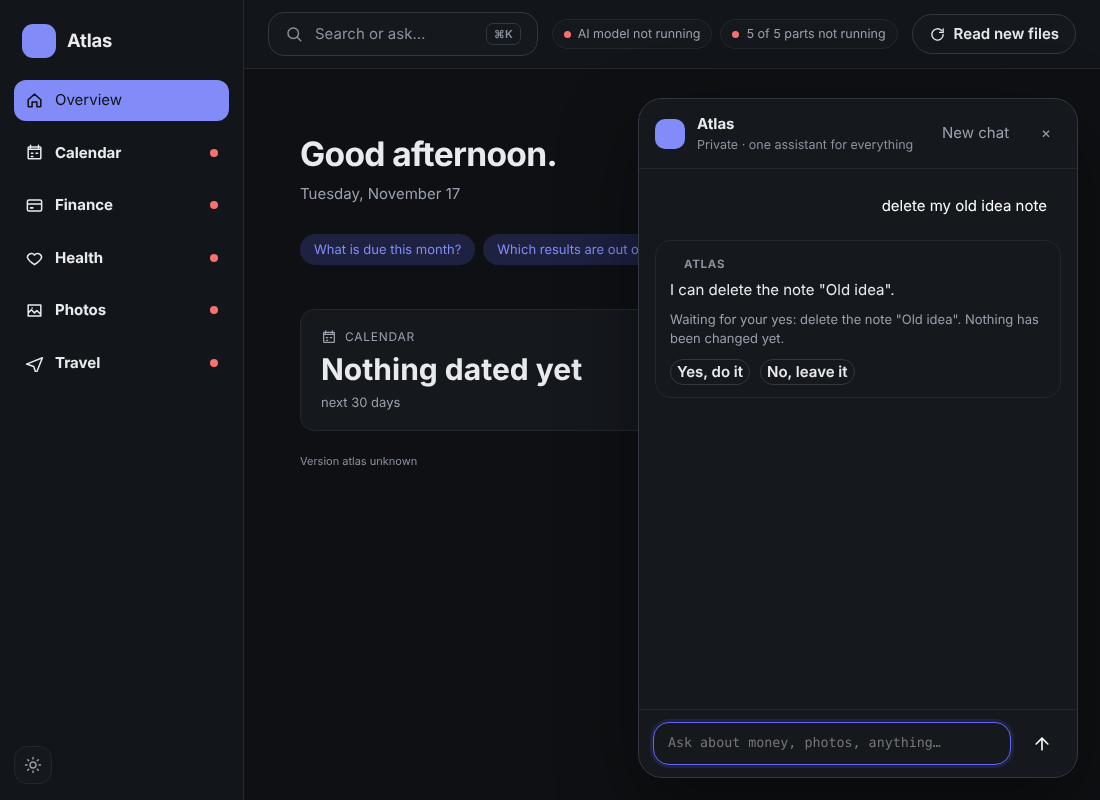 Atlas
Overview
Calendar
Finance
Health
Photos
Travel
Search or ask...
⌘K
AI model not running
5 of 5 parts not running
Read new files
Good afternoon.
Tuesday, November 17
What is due this month?
Which results are out o
CALENDAR
Nothing dated yet
next 30 days
Version atlas unknown
Atlas
Private · one assistant for everything
New chat
×
delete my old idea note
ATLAS
I can delete the note "Old idea".
Waiting for your yes: delete the note "Old idea". Nothing has
been changed yet.
Yes, do it
No, leave it
Ask about money, photos, anything…